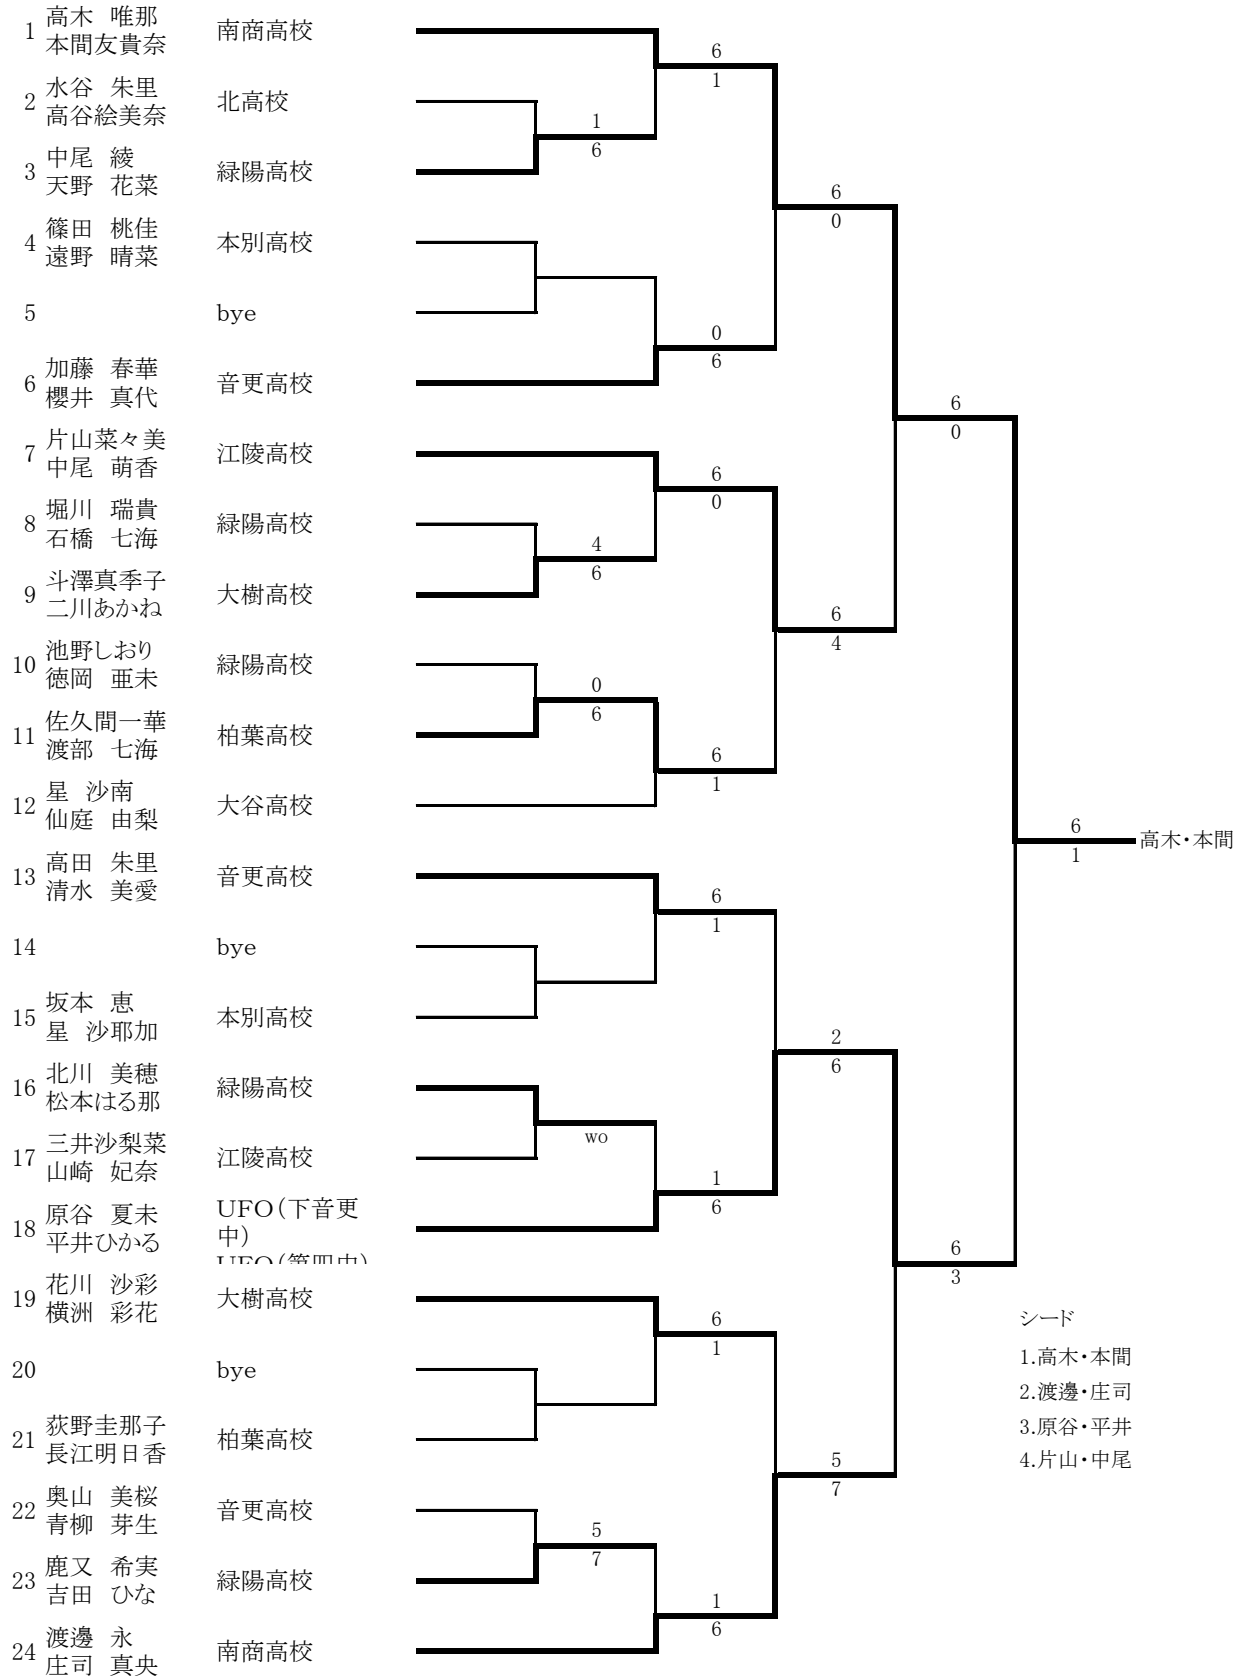 1 高木 唯那 南商高校
本間友貴奈
2 水谷 朱里 北高校
高谷絵美奈
3 中尾 綾 緑陽高校
天野 花菜
4 篠田 桃佳 本別高校
遠野 晴菜
5 bye
6 加藤 春華 音更高校
櫻井 真代
7 片山菜々美 江陵高校
中尾 萌香
8 堀川 瑞貴 緑陽高校
石橋 七海
9 斗澤真季子 大樹高校
二川あかね
10 池野しおり 緑陽高校
徳岡 亜未
11 佐久間一華 柏葉高校
渡部 七海
12 星 沙南 大谷高校
仙庭 由梨
13 高田 朱里 音更高校
清水 美愛
14 bye
15 坂本 恵 本別高校
星 沙耶加
16 北川 美穂 緑陽高校
松本はる那
17 三井沙梨菜 江陵高校
山崎 妃奈
18 原谷 夏未 UFO(下音更
平井ひかる 中)
UFO(第四中)
19 花川 沙彩 大樹高校
横洲 彩花
20 bye
21 荻野圭那子 柏葉高校
長江明日香
22 奥山 美桜 音更高校
青柳 芽生
23 鹿又 希実 緑陽高校
吉田 ひな
24 渡邊 永 南商高校
庄司 真央
1
6
4
6
0
6
wo
5
7
6
1
0
6
6
0
6
1
6
1
1
6
6
1
1
6
6
0
6
4
2
6
5
7
6
0
6
3
6
1
高木・本間
シード
1.高木・本間
2.渡邊・庄司
3.原谷・平井
4.片山・中尾